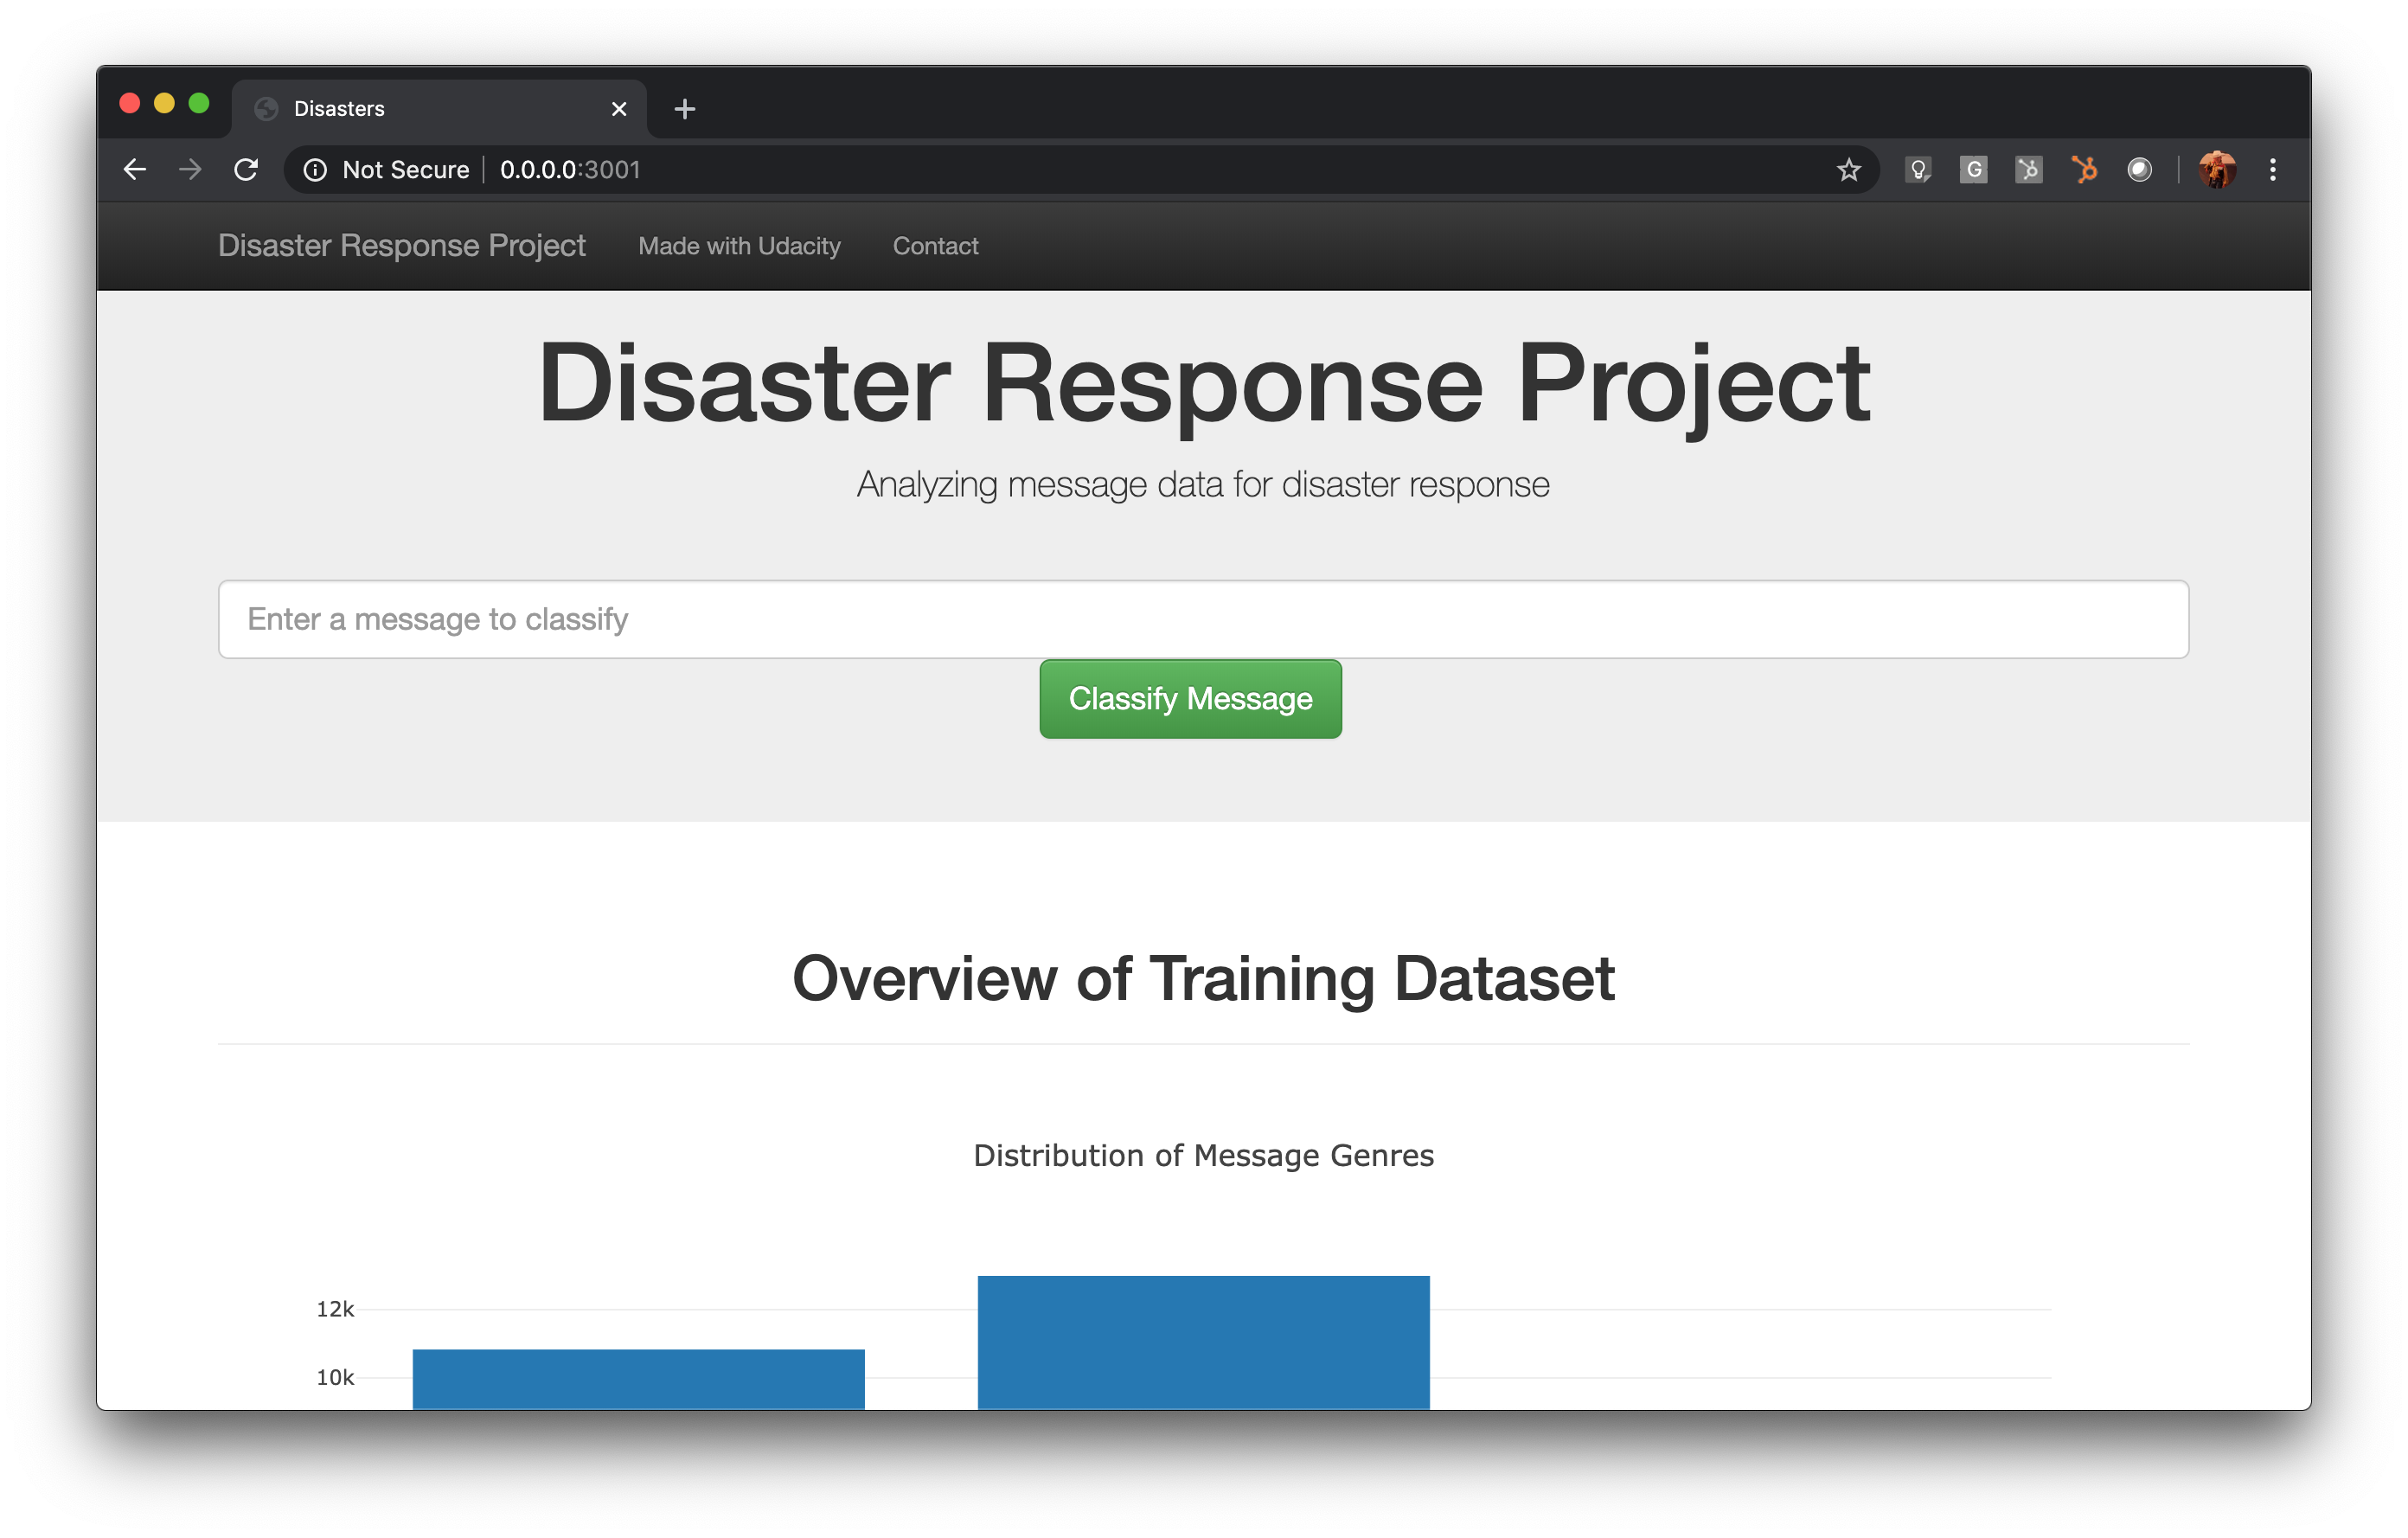 Disasters
Not Secure 0.0.0.0:3001
G
Disaster Response Project Made with Udacity Contact
Disaster Response Project
Analyzing message data for disaster response
Enter a message to classify
Classify Message
Overview of Training Dataset
Distribution of Message Genres
12k
10k